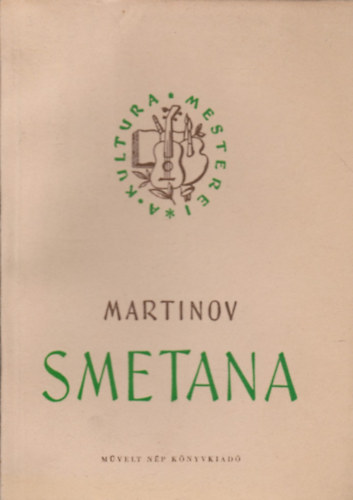 A * KULTURA * MESTEREI *
MARTINOV
SMETANA
MŰVELT NÉP KÖNYVKIADÓ